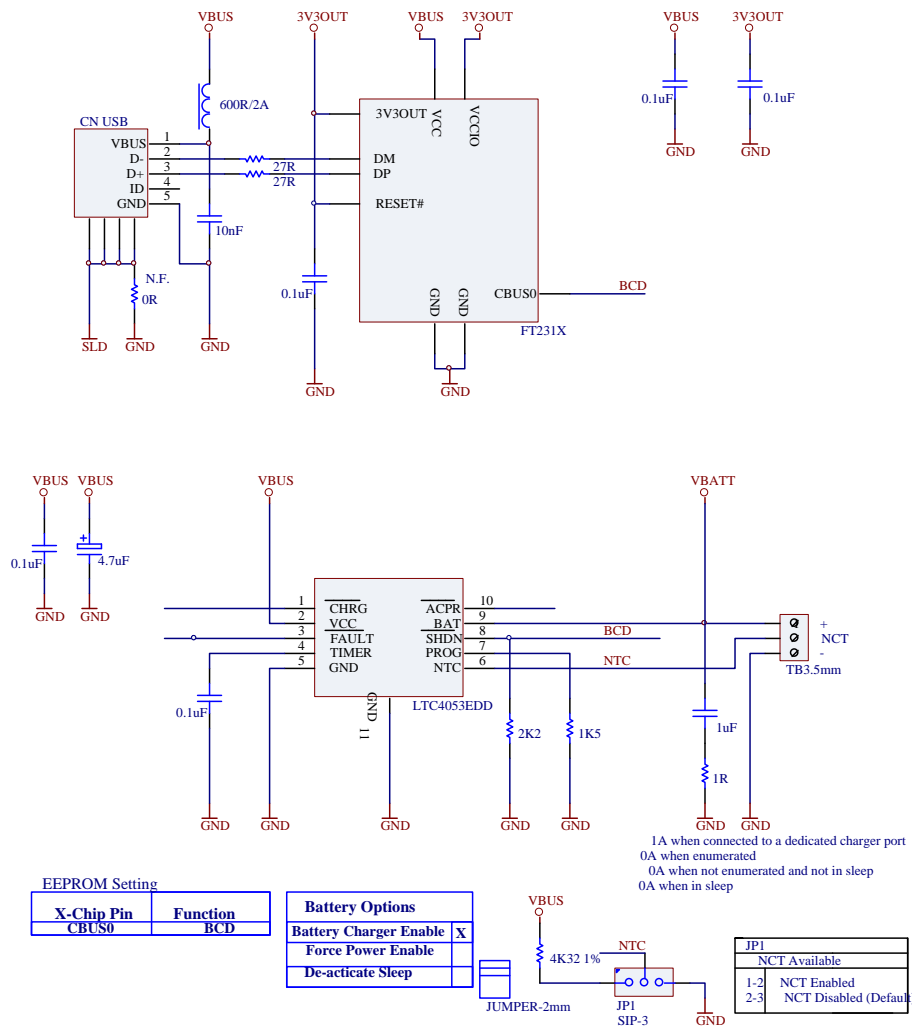 VBUS
3V3OUT
VBUS
3V3OUT
VBUS
3V3OUT
600R/2A
0.1uF
0.1uF
GND
GND
CN USB
VBUS 1
D- 2
D+ 3
ID 4
GND 5
27R
27R
10nF
N.F.
0R
0.1uF
3V3OUT
VCC
VCCIO
DM
DP
RESET#
CBUS0
BCD
GND
GND
FT231X
SLD
GND
GND
GND
GND
VBUS
VBUS
VBUS
VBATT
0.1uF
4.7uF
GND
GND
1 CHRG
2 VCC
3 FAULT
4 TIMER
5 GND
ACPR 10
BAT 9
SHDN 8
PROG 7
NTC 6
GND 11
LTC4053EDD
BCD
NTC
+
NCT
-
TB3.5mm
0.1uF
2K2
1K5
1uF
1R
GND
GND
GND
GND
GND
GND
GND
1A when connected to a dedicated charger port
0A when enumerated
0A when not enumerated and not in sleep
0A when in sleep
EEPROM Setting
X-Chip Pin Function
CBUS0 BCD
Battery Options
Battery Charger Enable X
Force Power Enable
De-acticate Sleep
JUMPER-2mm
VBUS
4K32 1%
NTC
JP1
SIP-3
GND
JP1
NCT Available
1-2 NCT Enabled
2-3 NCT Disabled (Default